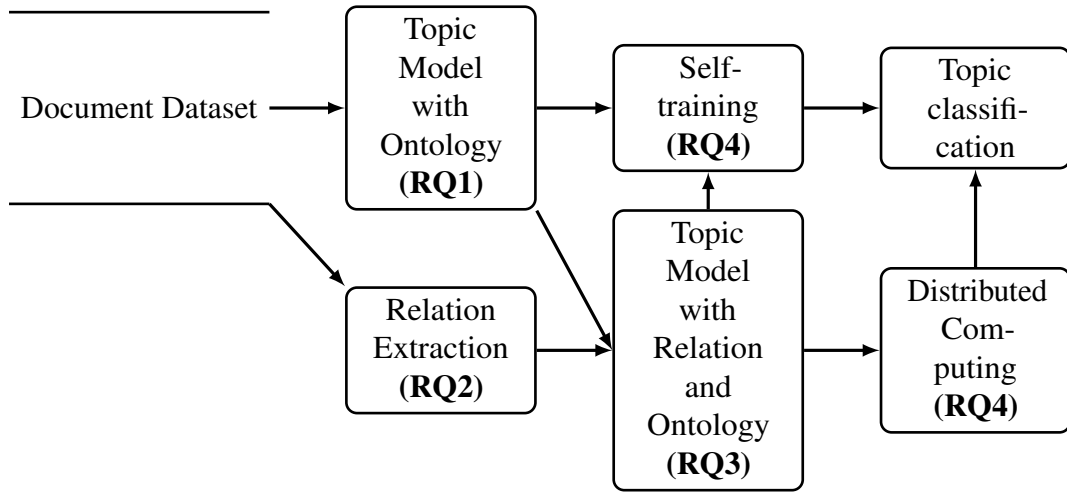 Document Dataset
Topic
Model
with
Ontology
(RQ1)
Self-
training
(RQ4)
Topic
classifi-
cation
Relation
Extraction
(RQ2)
Topic
Model
with
Relation
and
Ontology
(RQ3)
Distributed
Com-
puting
(RQ4)